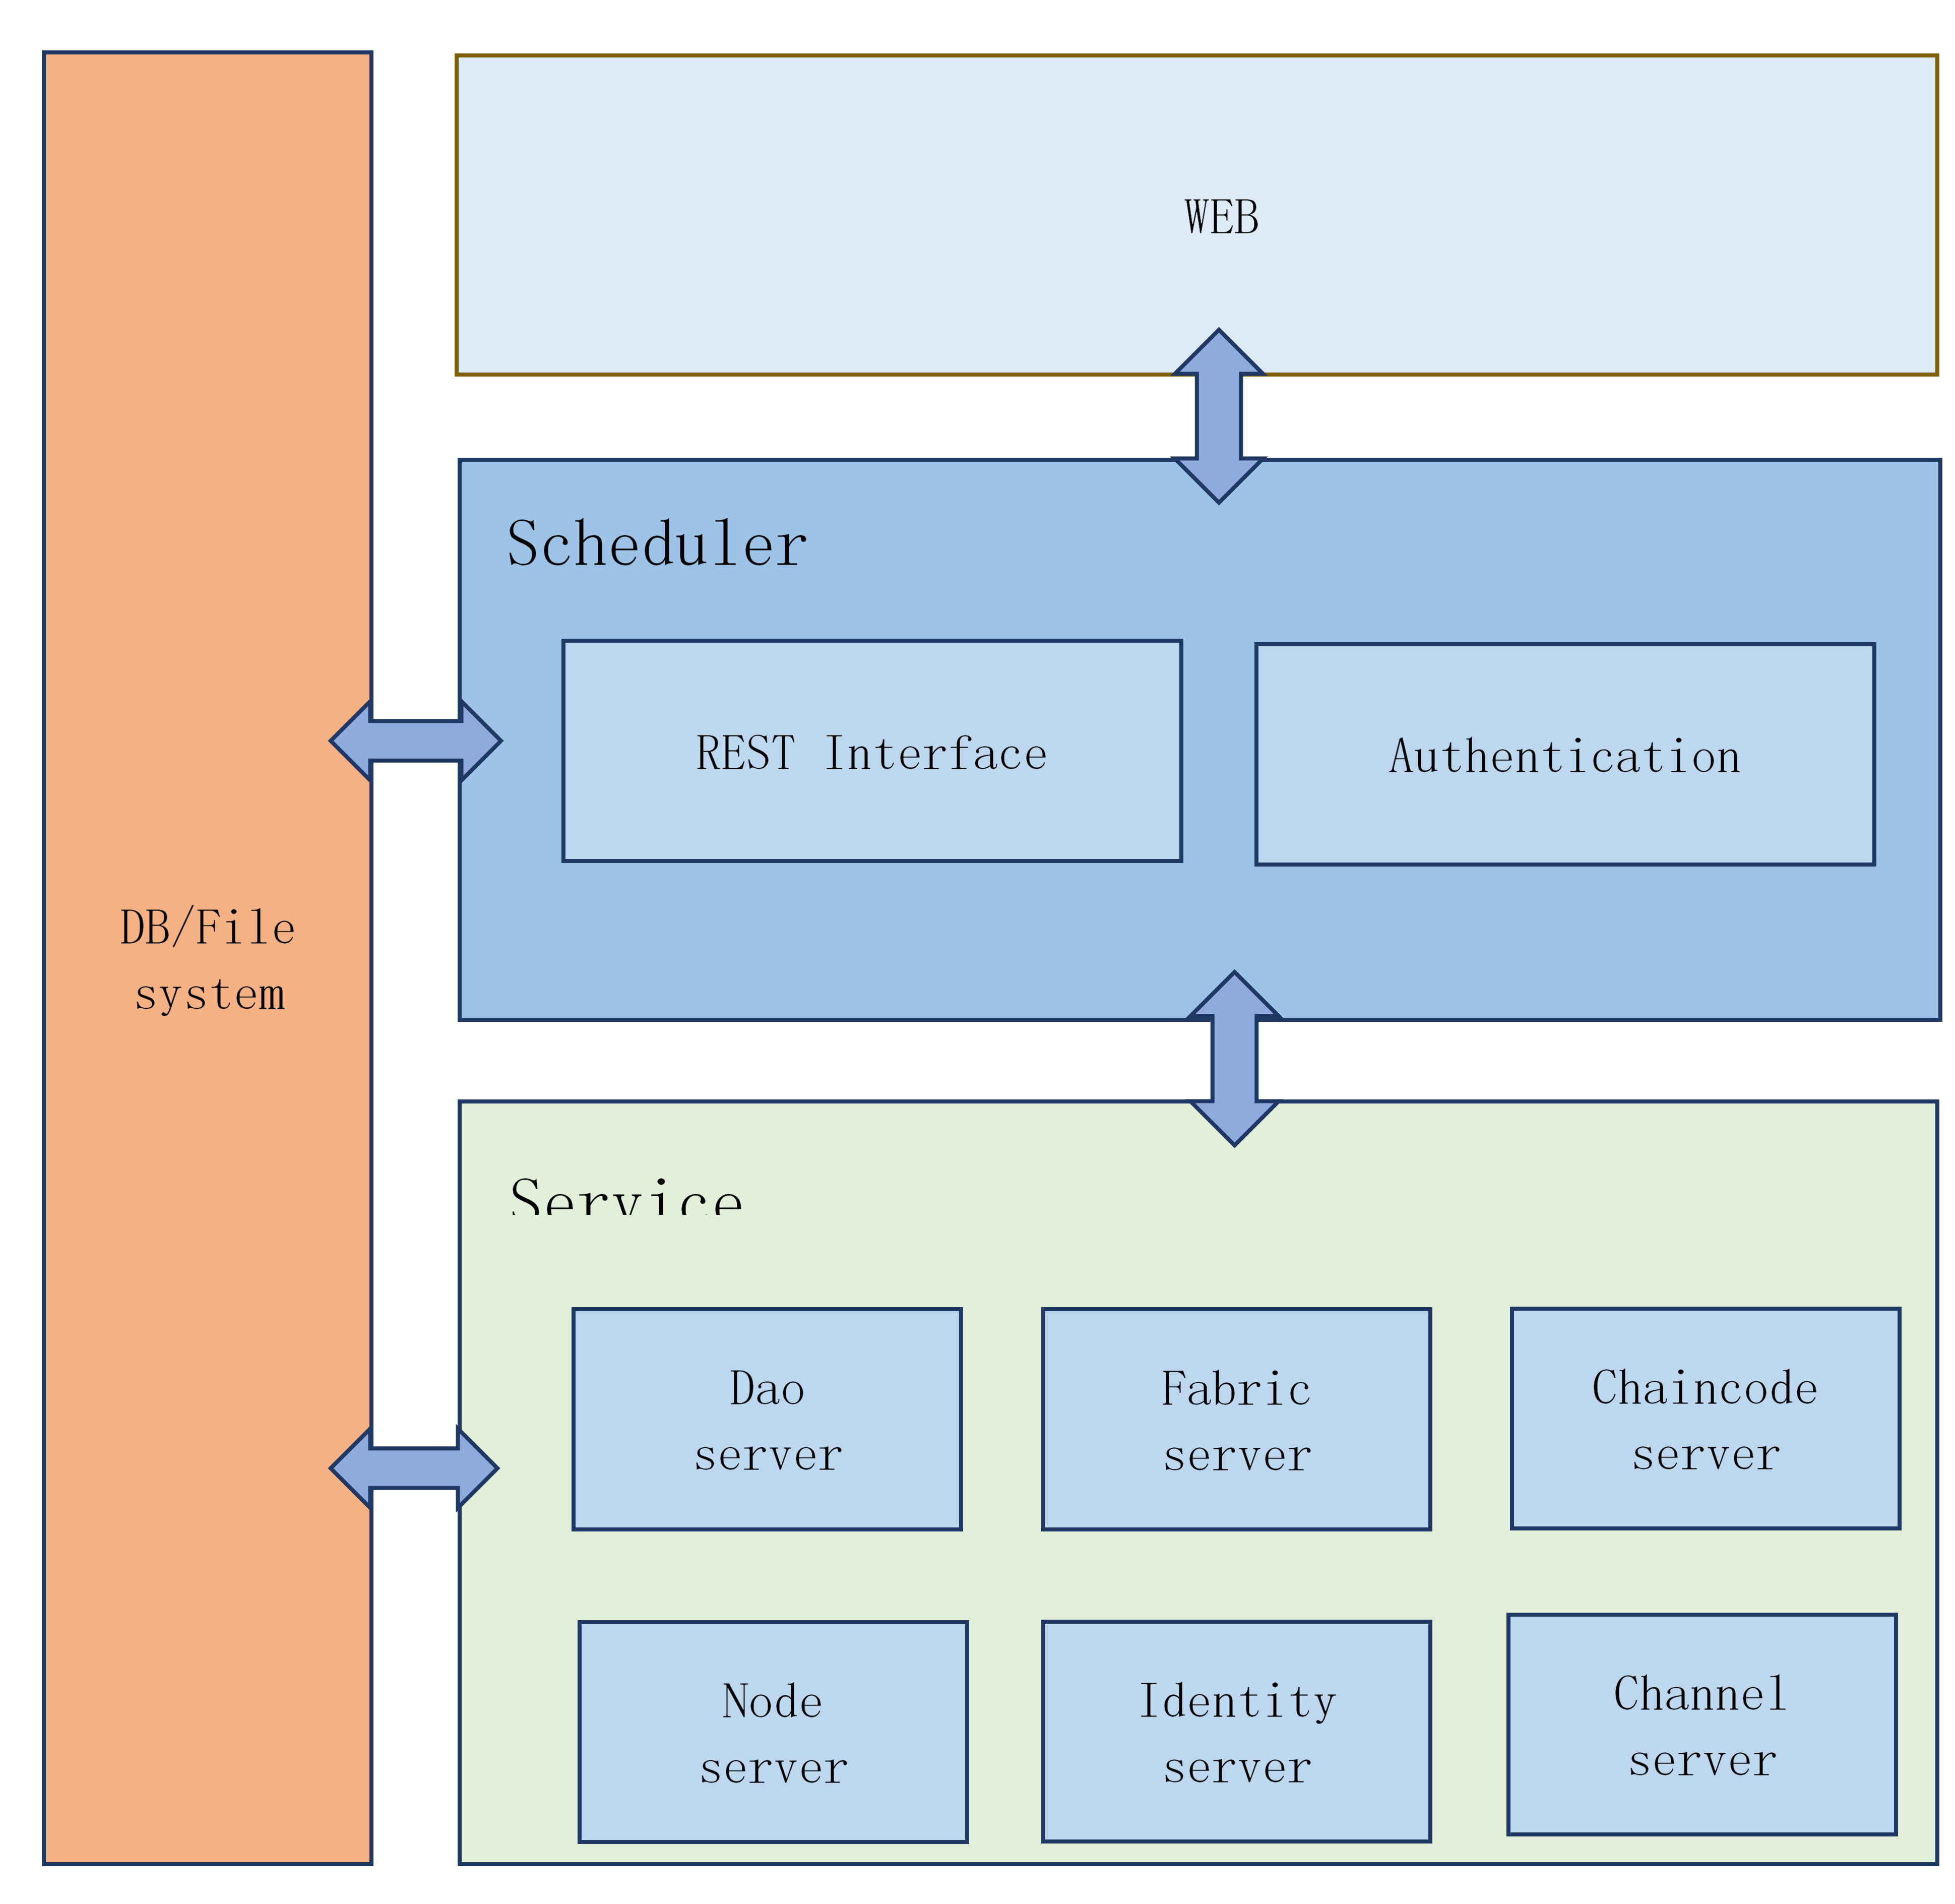 WEB
Scheduler
REST Interface
Authentication
DB/File
system
Service
Dao
server
Fabric
server
Chaincode
server
Node
server
Identity
server
Channel
server